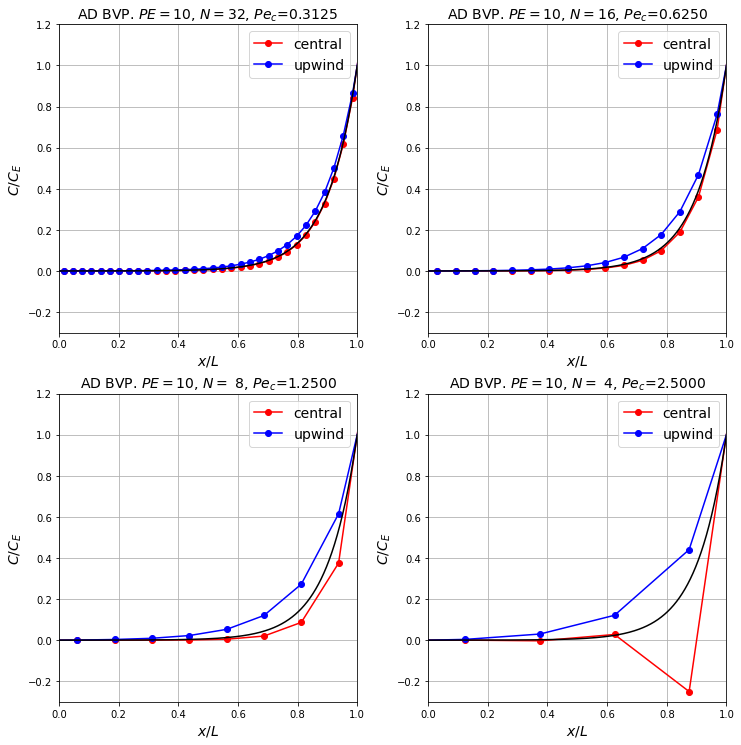 AD BVP. PE = 10, N = 32, Pe_c=0.3125
central
upwind
1.2
1.0
0.8
0.6
0.4
0.2
0.0
−0.2
C/C_E
0.0 0.2 0.4 0.6 0.8 1.0
x/L
AD BVP. PE = 10, N = 16, Pe_c=0.6250
central
upwind
1.2
1.0
0.8
0.6
0.4
0.2
0.0
−0.2
C/C_E
0.0 0.2 0.4 0.6 0.8 1.0
x/L
AD BVP. PE = 10, N = 8, Pe_c=1.2500
central
upwind
1.2
1.0
0.8
0.6
0.4
0.2
0.0
−0.2
C/C_E
0.0 0.2 0.4 0.6 0.8 1.0
x/L
AD BVP. PE = 10, N = 4, Pe_c=2.5000
central
upwind
1.2
1.0
0.8
0.6
0.4
0.2
0.0
−0.2
C/C_E
0.0 0.2 0.4 0.6 0.8 1.0
x/L